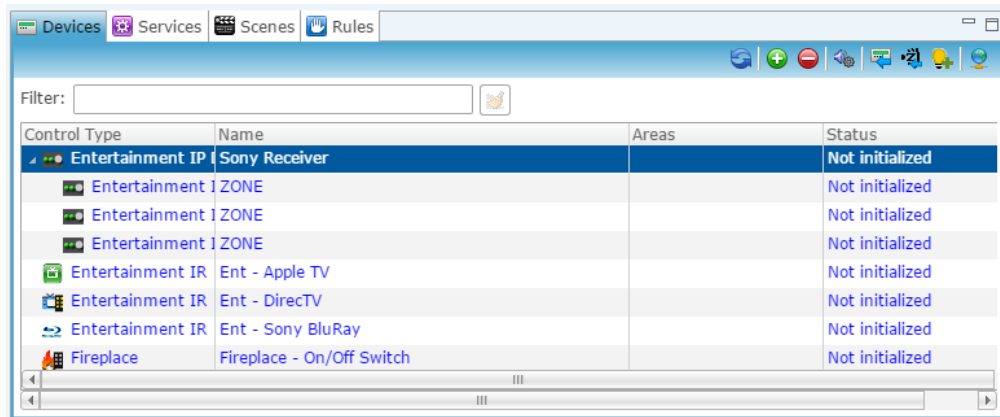 Devices Services Scenes Rules
Filter:
Control Type Name Areas Status
Entertainment IP Sony Receiver Not initialized
Entertainment ZONE Not initialized
Entertainment ZONE Not initialized
Entertainment ZONE Not initialized
Entertainment IR Ent - Apple TV Not initialized
Entertainment IR Ent - DirecTV Not initialized
Entertainment IR Ent - Sony BluRay Not initialized
Fireplace Fireplace - On/Off Switch Not initialized